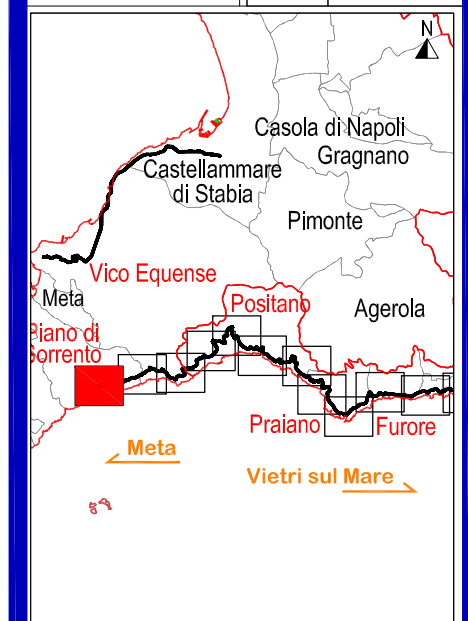 N
Casola di Napoli
Gragnano
Castellammare
di Stabia
Pimonte
Vico Equense
Meta
Positano
Agerola
Piano di
Sorrento
Praiano
Furore
Meta
Vietri sul Mare